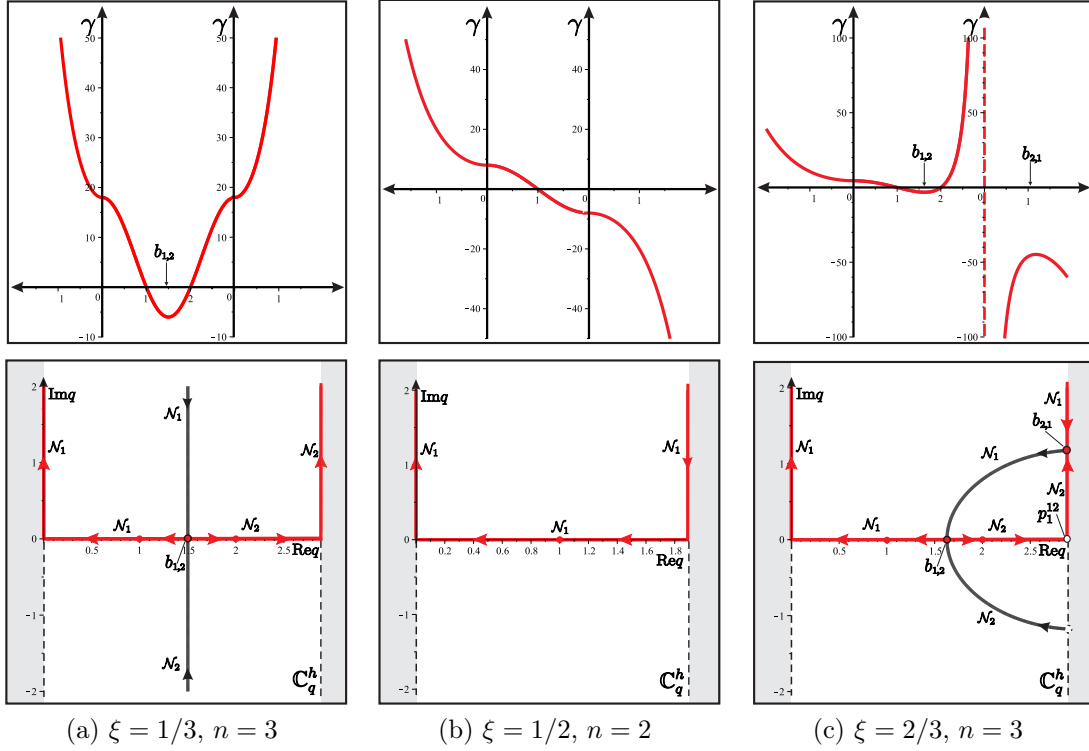 γ γ
50 50
40 40
30 30
20 20
10 10
-10 -10
0 0
1 1 2 1
b1,2
γ γ
40
20
-20 -20
-40 -40
0 0
1 1 1
γ γ
100 100
50 50
-50 -50
-100 -100
0 0
1 1 2 1
b1,2
b2,1
2
Imq
𝒩1
𝒩1
𝒩2
1
𝒩1
𝒩2
0
0.5 1 1.5 2 2.5
Req
b1,2
-1
𝒩2
-2
ℂqh
2
Imq
𝒩1
𝒩1
1
𝒩1
0
0.2 0.4 0.6 0.8 1 1.2 1.4 1.6 1.8
Req
-1
-2
ℂqh
2
Imq
𝒩1
𝒩1
b2,1
𝒩1
1
𝒩2
p112
𝒩1
𝒩2
0
0.5 1 1.5 2 2.5
Req
b1,2
-1
𝒩2
-2
ℂqh
(a) ξ = 1/3, n = 3
(b) ξ = 1/2, n = 2
(c) ξ = 2/3, n = 3